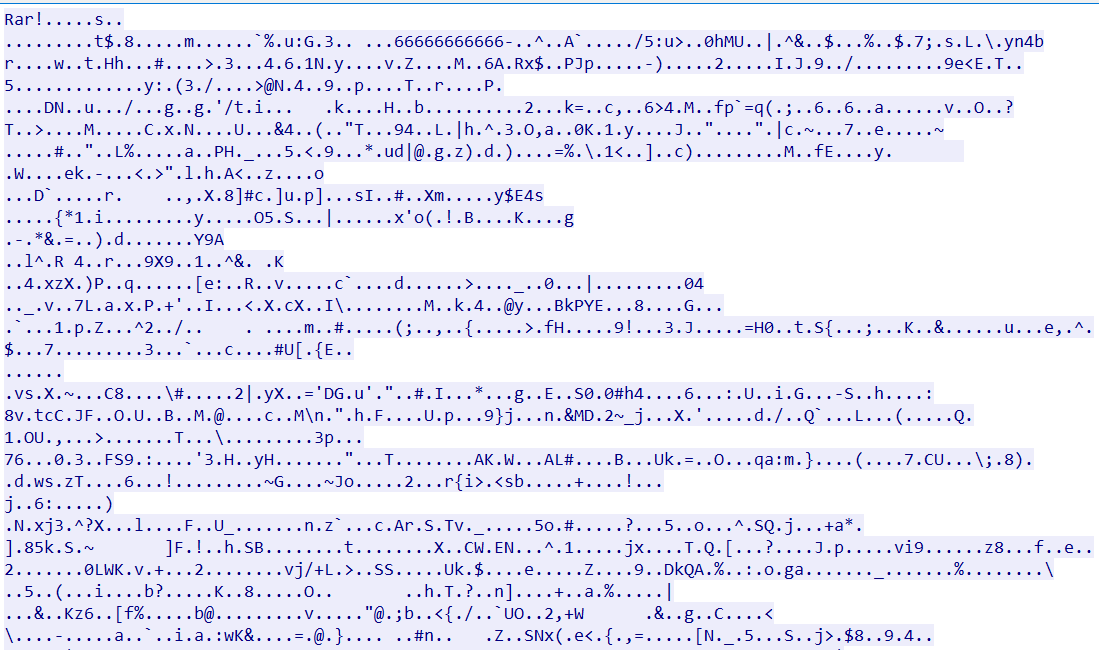 Rar!.....s..
.........t$.8.....m......`%.u:G.3.. ...66666666666-..^..A`...../5:u>..0hMU..|.^&..$...%..$.7;.s.L.\.yn4b
r....w..t.Hh...#....>.3...4.6.1N.y....v.Z....M..6A.Rx$..PJp.....-).....2.....I.J.9../.........9e<E.T..
5.............y:.(3./....>@N.4..9..p....T..r....P.
....DN..u.../...g..g.'/t.i...	.k....H..b..........2...k=..c,..6>4.M..fp`=q(.;..6..6..a......v..O..?
T..>....M.....C.x.N....U...&4..(.."T...94..L.|h.^.3.O,a..0K.1.y....J.."....".|c.~...7..e.....~
.....#.."..L%.....a..PH._...5.<.9...*.ud|@.g.z).d.)....=%.\.1<..]..c).........M..fE....y.
.W....ek.-...<.>".l.h.A<..z....o
...D`.....r.	..,.X.8]#c.]u.p]...sI..#..Xm.....y$E4s
.....{*1.i.........y.....O5.S...|......x'o(.!.B....K....g
.-.*&.=..).d.......Y9A
..l^.R 4..r...9X9..1..^&. .K
..4.xzX.)P..q......[e:..R..v.....c`....d......>...._..0...|.........04
.._.v..7L.a.x.P.+'..I...<.X.cX..I\........M..k.4..@y...BkPYE...8....G...
.`...1.p.Z...^2../..	. ....m..#.....(;..,..{.....>.fH.....9!...3.J.....=H0..t.S{...;...K..&......u...e,.^.
$...7.........3...`...c....#U[.{E..
......
.vs.X.~...C8....\#.....2|.yX..='DG.u'."..#.I...*...g..E..S0.0#h4....6...:.U..i.G...-S..h....:
8v.tcC.JF..O.U..B..M.@....c..M\n.".h.F....U.p...9}j...n.&MD.2~_j...X.'.....d./..Q`...L...(.....Q.
1.OU.,...>.......T...\.........3p...
76...0.3..FS9.:....'3.H..yH......."...T........AK.W...AL#....B...Uk.=..O...qa:m.}....(....7.CU...\;.8).
.d.ws.zT....6...!.........~G....~Jo.....2...r{i>.<sb.....+....!...
j..6:.....)
.N.xj3.^?X...l....F..U_.......n.z`...c.Ar.S.Tv._.....5o.#.....?...5..o...^.SQ.j...+a*.
].85k.S.~	]F.!..h.SB........t........X..CW.EN...^.1.....jx....T.Q.[...?....J.p.....vi9......z8...f..e..
2.......0LWK.v.+...2........vj/+L.>..SS.....Uk.$....e.....Z....9..DkQA.%..:.o.ga......._.......%........\
..5..(...i....b?.....K..8.....O..	..h.T.?..n]....+..a.%.....|
...&..Kz6..[f%.....b@.........v....."@.;b..<{./..`UO..2,+W	.&..g..C....<
\....-.....a..`..i.a.:wK&....=.@.}.... ..#n..	.Z..SNx(.e<.{.,=.....[N._.5...S..j>.$8..9.4..